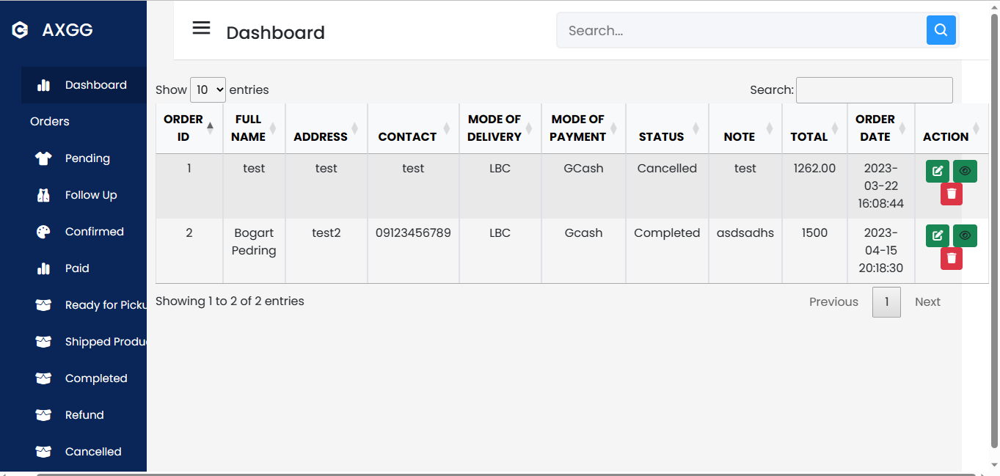 AXGG
Dashboard
Search...
Dashboard
Orders
Pending
Follow Up
Confirmed
Paid
Ready for Picku
Shipped Produ
Completed
Refund
Cancelled
Show 10 entries
Search:
ORDER ID FULL NAME ADDRESS CONTACT MODE OF DELIVERY MODE OF PAYMENT STATUS NOTE TOTAL ORDER DATE ACTION
1 test test test LBC GCash Cancelled test 1262.00 2023-03-22 16:08:44
2 Bogart Pedring test2 09123456789 LBC Gcash Completed asdsadhs 1500 2023-04-15 20:18:30
Showing 1 to 2 of 2 entries
Previous 1 Next